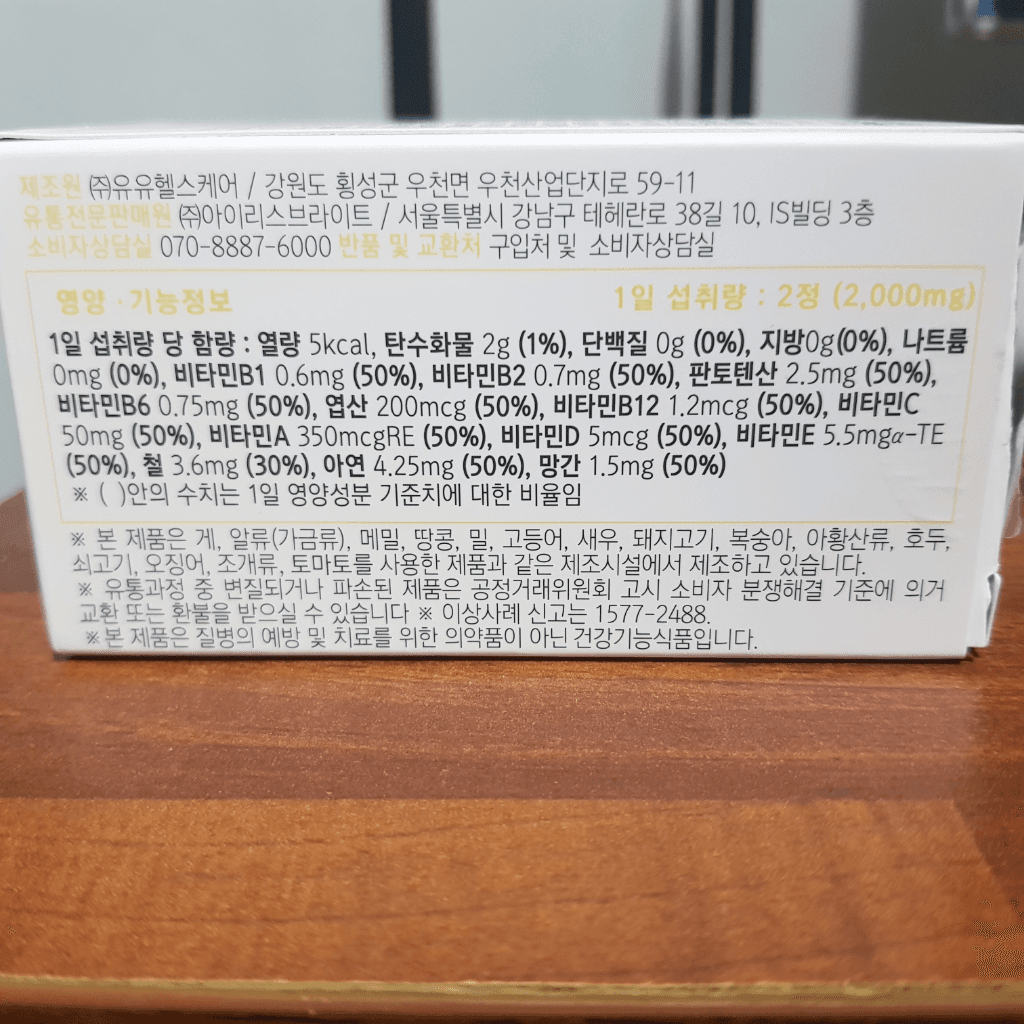 제조원 ㈜유유헬스케어 / 강원도 횡성군 우천면 우천산업단지로 59-11
유통전문판매원 ㈜아이리스브라이트 / 서울특별시 강남구 테헤란로 38길 10, IS빌딩 3층
소비자상담실 070-8887-6000 반품 및 교환처 구입처 및 소비자상담실
영양·기능정보 1일 섭취량 : 2정 (2,000mg)
1일 섭취량 당 함량 : 열량 5kcal, 탄수화물 2g (1%), 단백질 0g (0%), 지방0g(0%), 나트륨
0mg (0%), 비타민B1 0.6mg (50%), 비타민B2 0.7mg (50%), 판토텐산 2.5mg (50%),
비타민B6 0.75mg (50%), 엽산 200mcg (50%), 비타민B12 1.2mcg (50%), 비타민C
50mg (50%), 비타민A 350mcgRE (50%), 비타민D 5mcg (50%), 비타민E 5.5mgα-TE
(50%), 철 3.6mg (30%), 아연 4.25mg (50%), 망간 1.5mg (50%)
※ ( )안의 수치는 1일 영양성분 기준치에 대한 비율임
※ 본 제품은 게, 알류(가금류), 메밀, 땅콩, 밀, 고등어, 새우, 돼지고기, 복숭아, 아황산류, 호두,
쇠고기, 오징어, 조개류, 토마토를 사용한 제품과 같은 제조시설에서 제조하고 있습니다.
※ 유통과정 중 변질되거나 파손된 제품은 공정거래위원회 고시 소비자 분쟁해결 기준에 의거
교환 또는 환불을 받으실 수 있습니다 ※ 이상사례 신고는 1577-2488.
※본 제품은 질병의 예방 및 치료를 위한 의약품이 아닌 건강기능식품입니다.